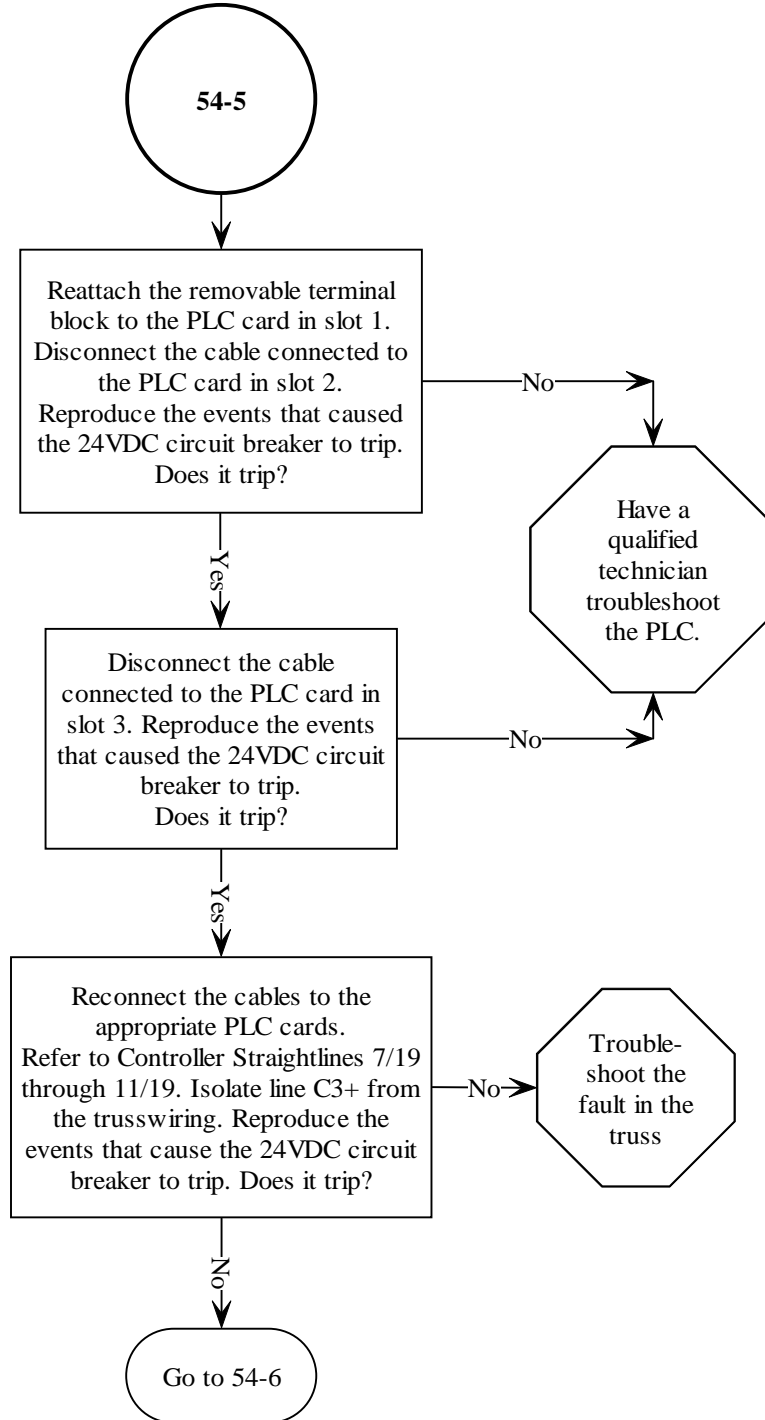 54-5
Reattach the removable terminal
block to the PLC card in slot 1.
Disconnect the cable connected to
the PLC card in slot 2.
Reproduce the events that caused
the 24VDC circuit breaker to trip.
Does it trip?
No
Have a
qualified
technician
troubleshoot
the PLC.
Yes
Disconnect the cable
connected to the PLC card in
slot 3. Reproduce the events
that caused the 24VDC circuit
breaker to trip.
Does it trip?
No
Yes
Reconnect the cables to the
appropriate PLC cards.
Refer to Controller Straightlines 7/19
through 11/19. Isolate line C3+ from
the trusswiring. Reproduce the
events that cause the 24VDC circuit
breaker to trip. Does it trip?
No
Trouble-
shoot the
fault in the
truss
No
Go to 54-6